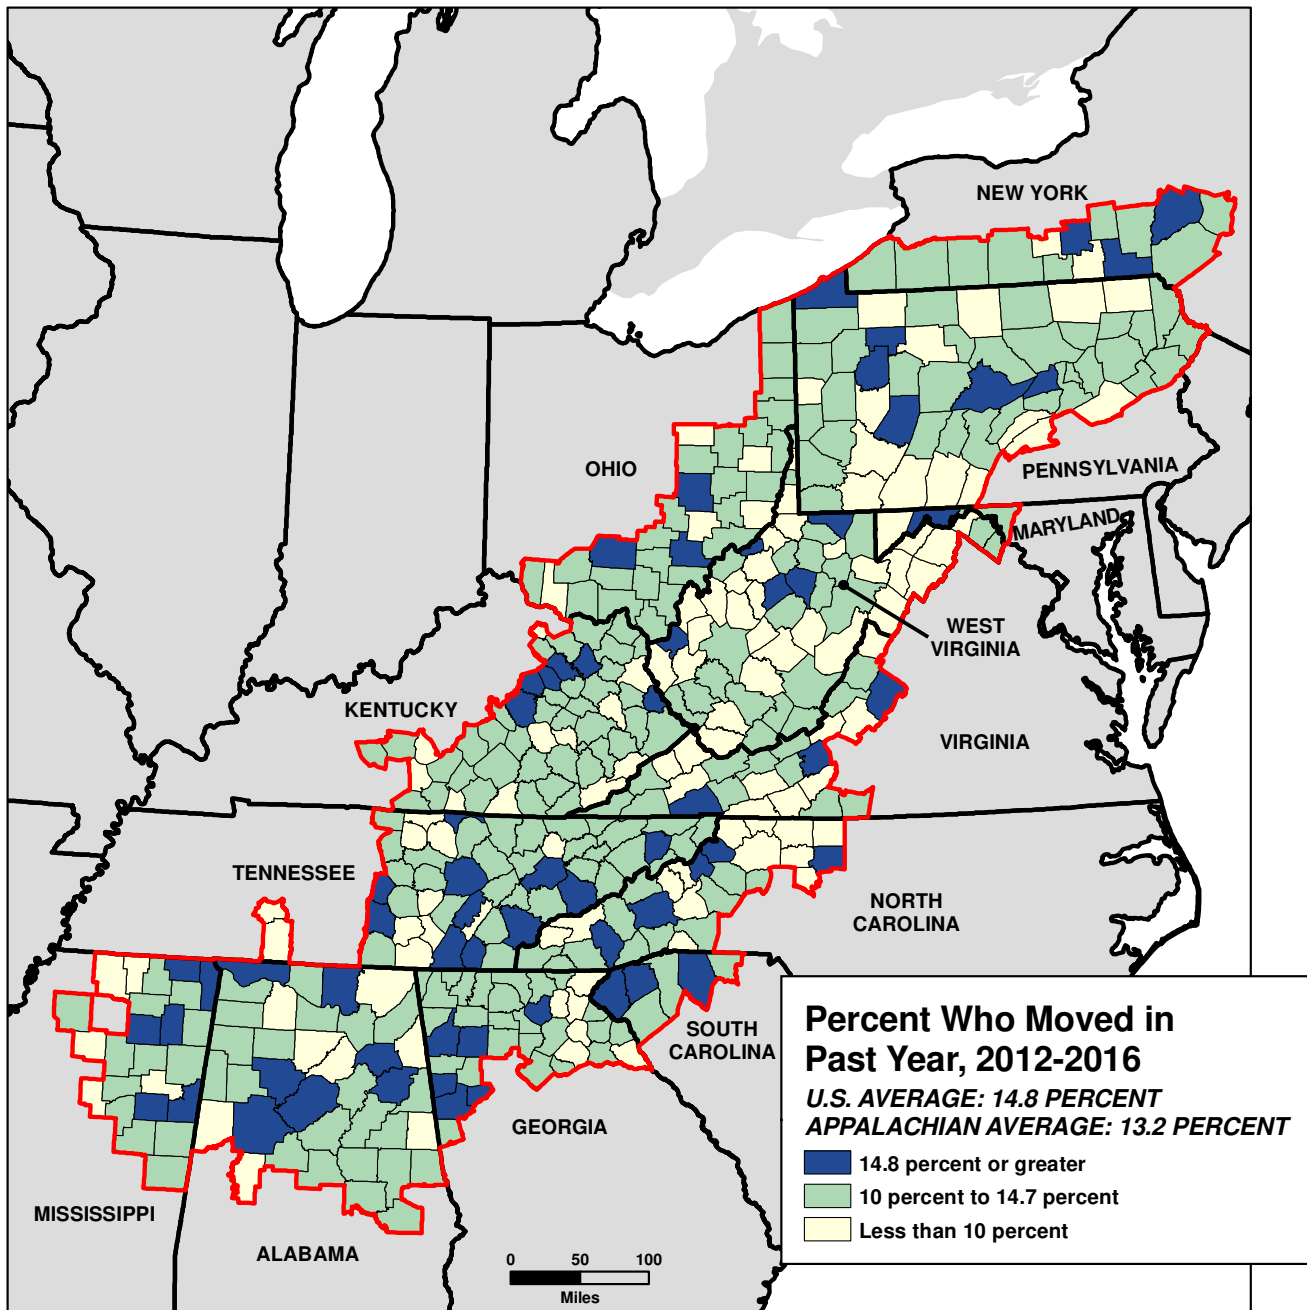 NEW YORK
OHIO
PENNSYLVANIA
MARYLAND
WEST
VIRGINIA
KENTUCKY
VIRGINIA
TENNESSEE
NORTH
CAROLINA
SOUTH
CAROLINA
GEORGIA
MISSISSIPPI
ALABAMA
Percent Who Moved in
Past Year, 2012-2016
U.S. AVERAGE: 14.8 PERCENT
APPALACHIAN AVERAGE: 13.2 PERCENT
14.8 percent or greater
10 percent to 14.7 percent
Less than 10 percent
0 50 100
Miles